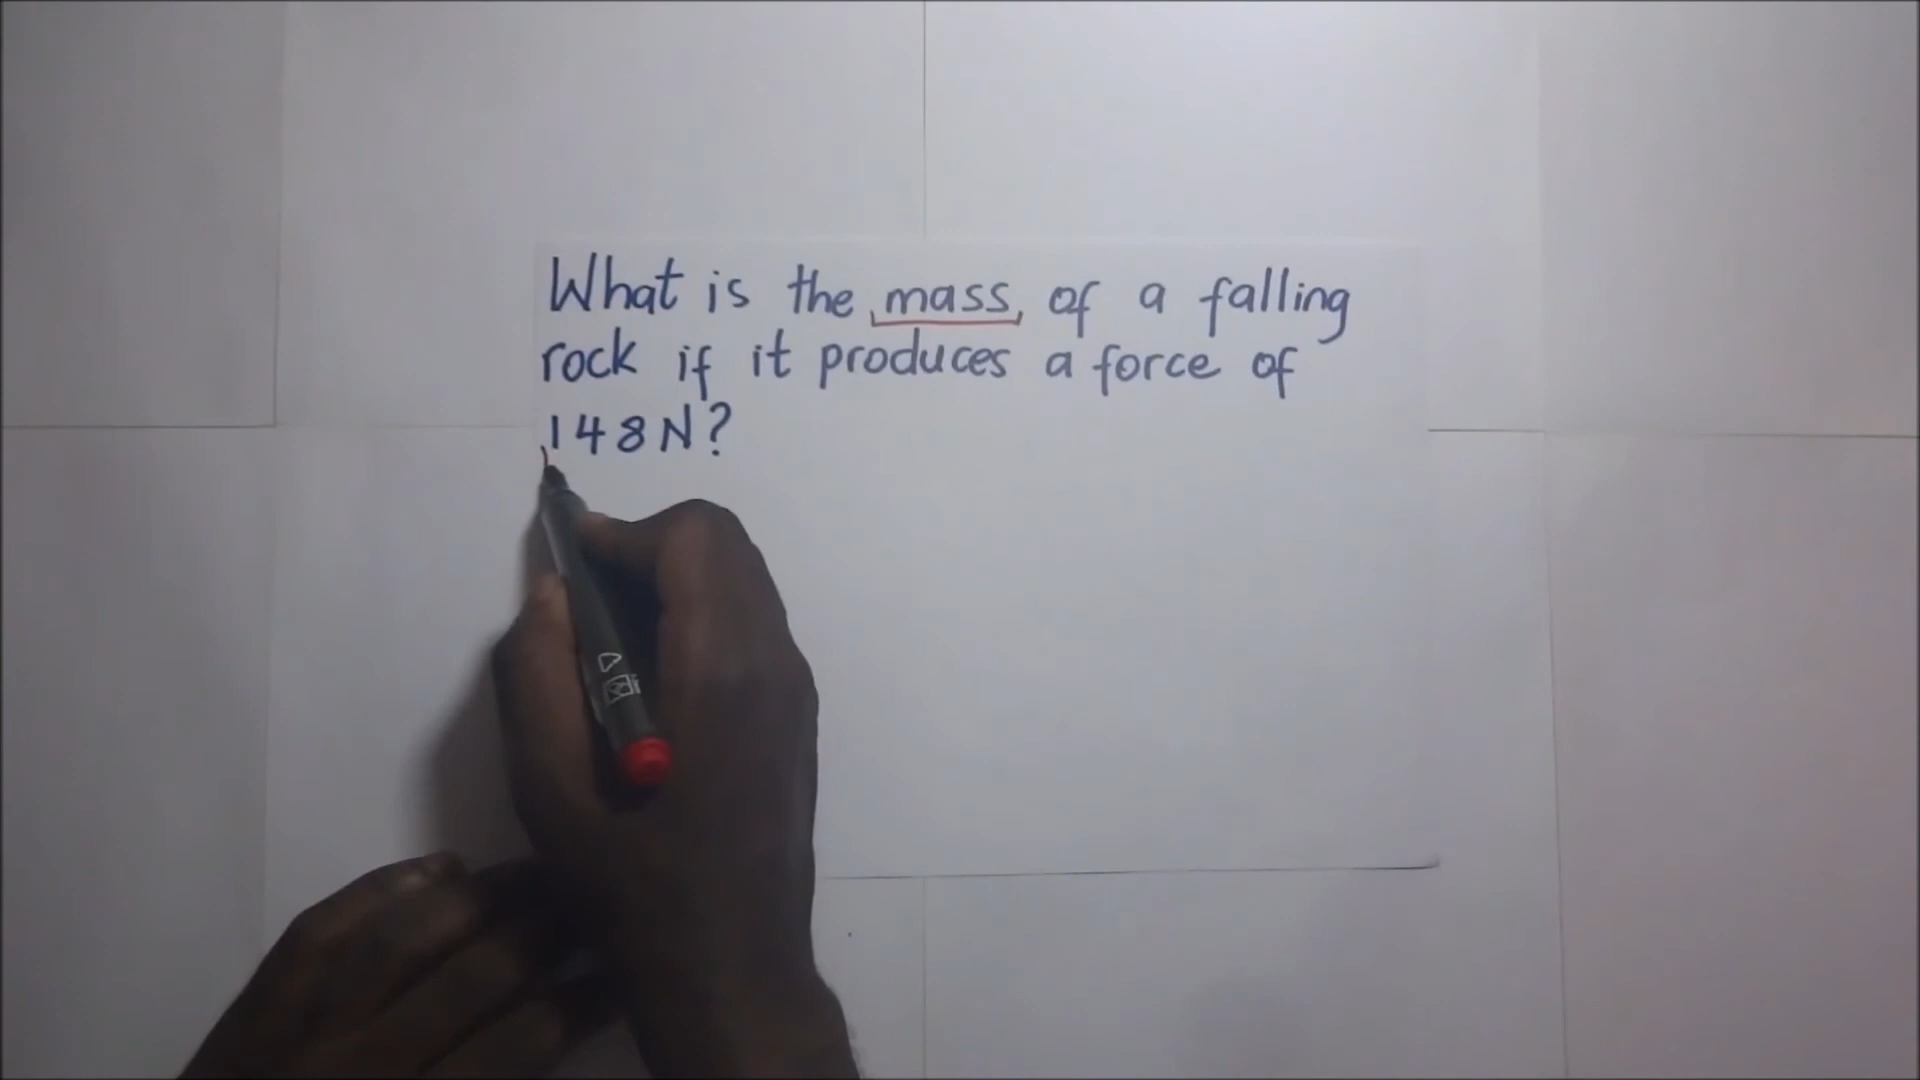 What is the mass of a falling
rock if it produces a force of
148N?